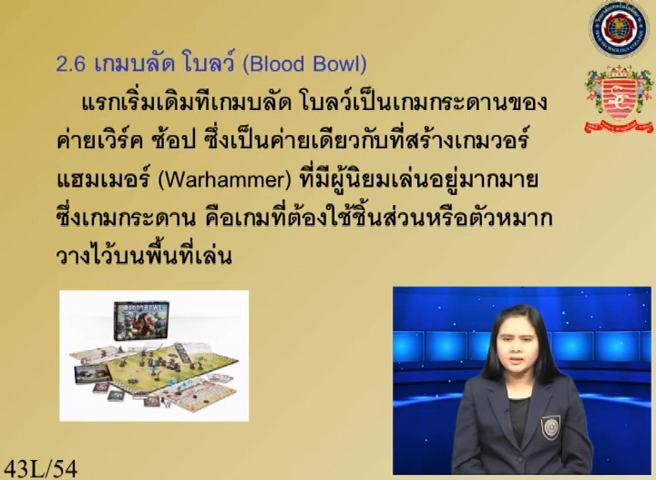 2.6 เกมบลัด โบลว์ (Blood Bowl)
แรกเริ่มเดิมทีเกมบลัด โบลว์เป็นเกมกระดานของ
ค่ายเวิร์ค ช้อป ซึ่งเป็นค่ายเดียวกับที่สร้างเกมวอร์
แฮมเมอร์ (Warhammer) ที่มีผู้นิยมเล่นอยู่มากมาย
ซึ่งเกมกระดาน คือเกมที่ต้องใช้ชิ้นส่วนหรือตัวหมาก
วางไว้บนพื้นที่เล่น
BLOOD BOWL
43L/54